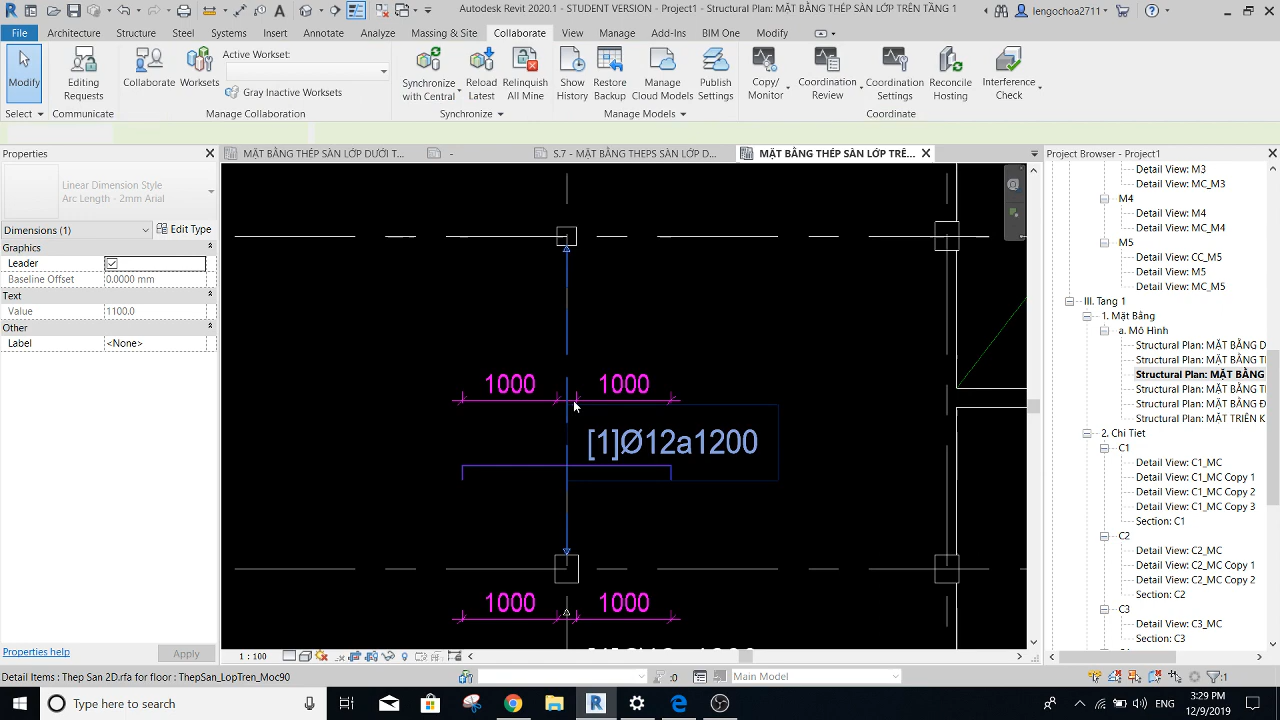 Autodesk Revit 2020.1 - STUDENT VERSION - Project1 - Structural Plan: MẶT BẰNG THÉP SÀN LỚP TRÊN TẦNG 1
lengochoa2711
File
Architecture
Structure
Steel
Systems
Insert
Annotate
Analyze
Massing & Site
Collaborate
View
Manage
Add-Ins
BIM One
Modify
Modify
Editing Requests
Collaborate
Worksets
Active Workset:
Gray Inactive Worksets
Synchronize with Central
Reload Latest
Relinquish All Mine
Show History
Restore Backup
Manage Cloud Models
Publish Settings
Copy/ Monitor
Coordination Review
Coordination Settings
Reconcile Hosting
Interference Check
Select
Communicate
Manage Collaboration
Synchronize
Manage Models
Coordinate
Properties
MẶT BẰNG THÉP SÀN LỚP DƯỚI T...
-
S.7 - MẶT BẰNG THEPS SÀN LỚP D...
MẶT BẰNG THÉP SÀN LỚP TRÊ...
Project Browser - Project1
Linear Dimension Style
Arc Length - 2mm Arial
Dimensions (1)
Edit Type
Graphics
Leader
Baseline Offset
0.0000 mm
Text
Value
1100.0
Other
Label
<None>
Properties help
Apply
1000
1000
[1]Ø12a1200
1000
1000
Detail View: M3
Detail View: MC_M3
M4
Detail View: M4
Detail View: MC_M4
M5
Detail View: CC_M5
Detail View: M5
Detail View: MC_M5
III. Tang 1
1. Mặt Bằng
a. Mô Hình
Structural Plan: MẶT BẰNG D
Structural Plan: MẶT BẰNG T
Structural Plan: MẶT BẰNG
Structural Plan: MẶT BẰNG T
Structural Plan: MẶT BẰNG Đ
Structural Plan: MẶT TRIỂN K
2. Chi Tiết
C1
Detail View: C1_MC
Detail View: C1_MC Copy 1
Detail View: C1_MC Copy 2
Detail View: C1_MC Copy 3
Section: C1
C2
Detail View: C2_MC
Detail View: C2_MC Copy 1
Detail View: C2_MC Copy 2
Section: C2
C3
Detail View: C3_MC
Detail View: C3_MC Copy 1
Section: C3
1 : 100
Detail Items : Thep San 2D.rfa for floor : ThepSan_LopTren_Moc90
:0
Main Model
:1
Type here to search
3:29 PM
12/9/2019